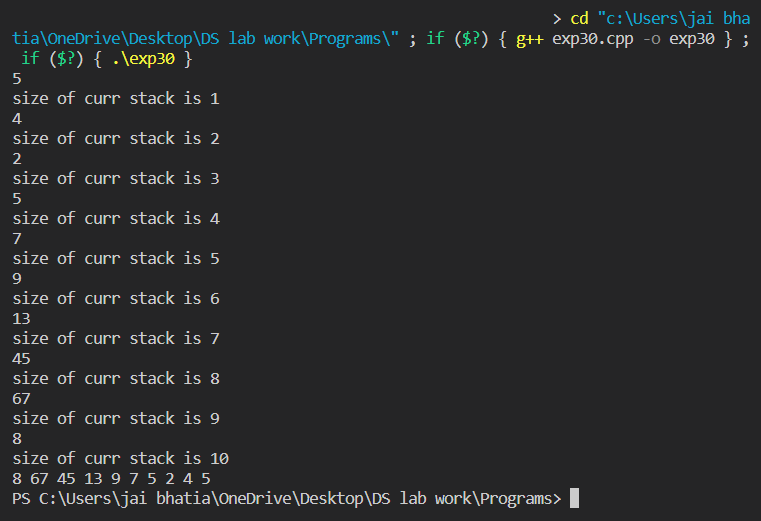 > cd "c:\Users\jai bha
tia\OneDrive\Desktop\DS lab work\Programs\" ; if ($?) { g++ exp30.cpp -o exp30 } ;
if ($?) { .\exp30 }
5
size of curr stack is 1
4
size of curr stack is 2
2
size of curr stack is 3
5
size of curr stack is 4
7
size of curr stack is 5
9
size of curr stack is 6
13
size of curr stack is 7
45
size of curr stack is 8
67
size of curr stack is 9
8
size of curr stack is 10
8 67 45 13 9 7 5 2 4 5
PS C:\Users\jai bhatia\OneDrive\Desktop\DS lab work\Programs>